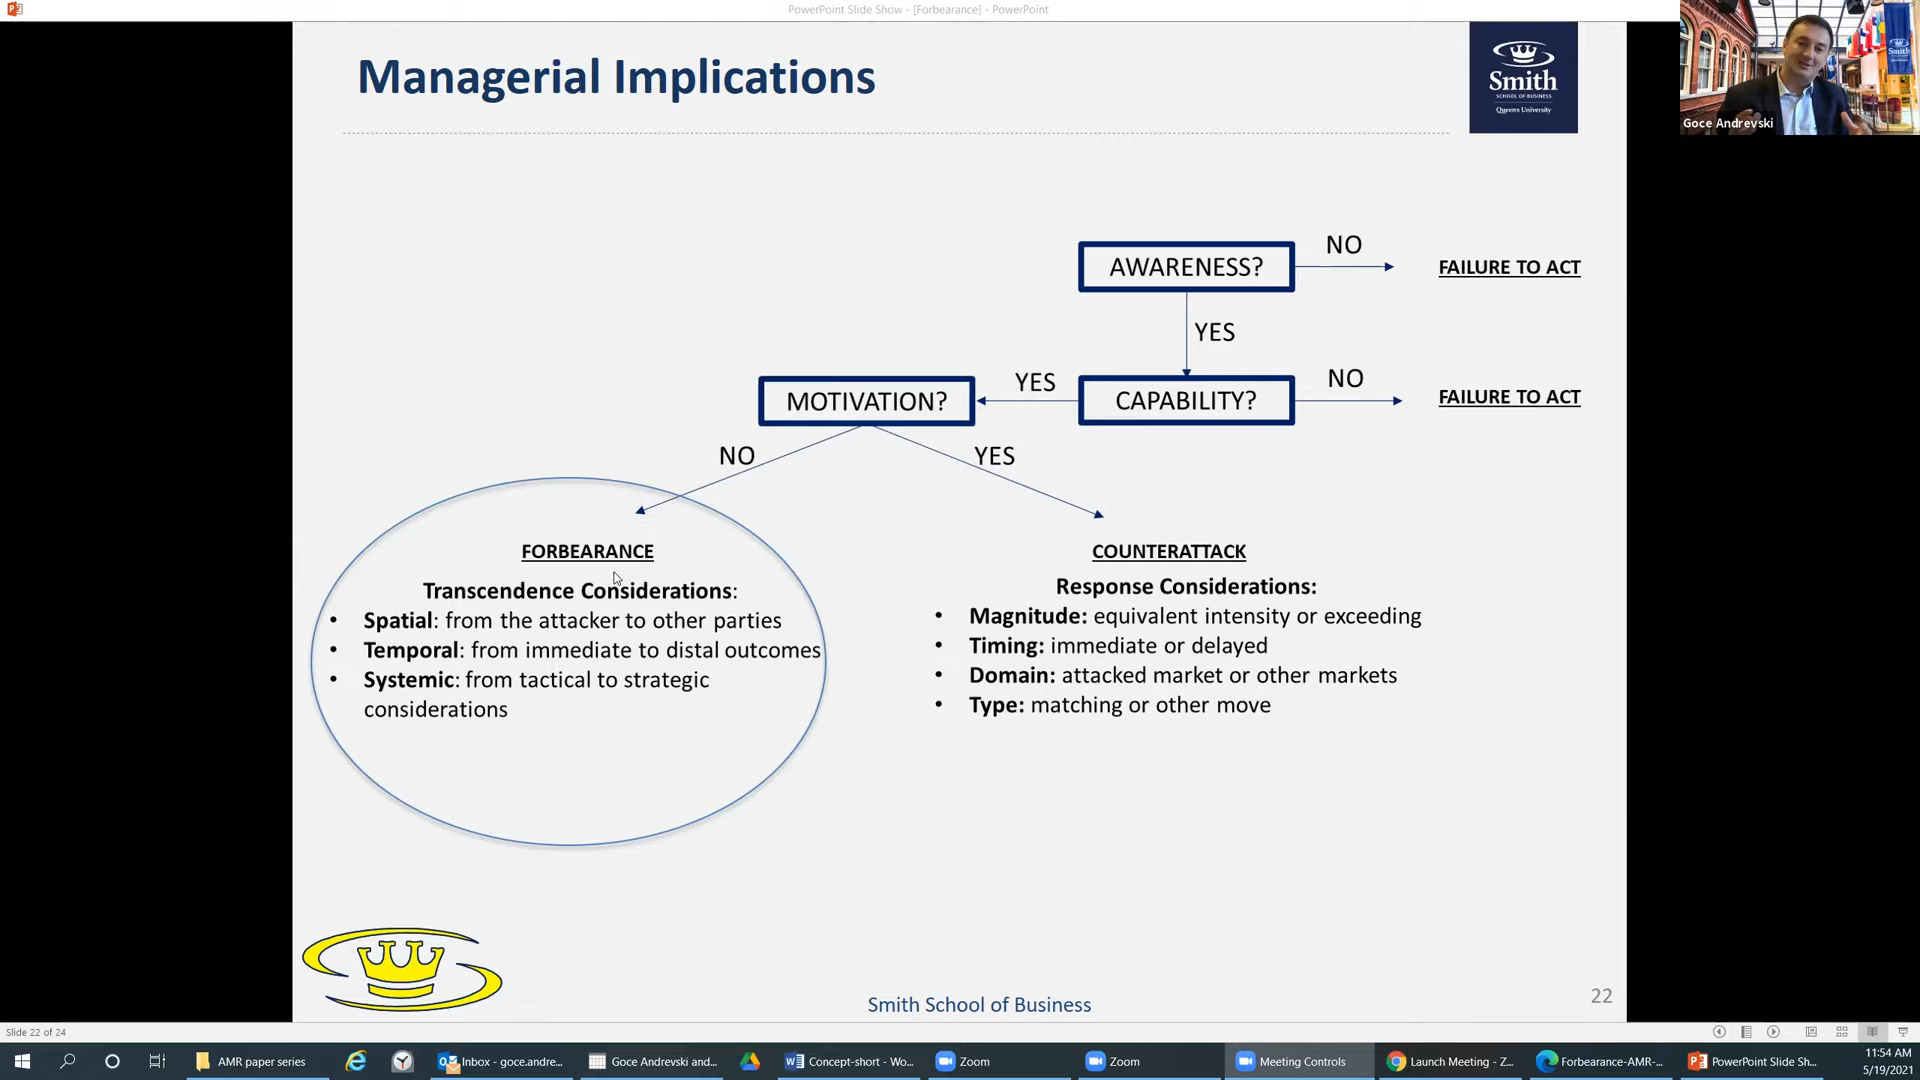 PowerPoint Slide Show - [Forbearance] - PowerPoint
Managerial Implications
Smith
SCHOOL OF BUSINESS
Queen's University
Smith
Goce Andrevski
AWARENESS?
NO
FAILURE TO ACT
YES
MOTIVATION?
YES
CAPABILITY?
NO
FAILURE TO ACT
NO
YES
FORBEARANCE
Transcendence Considerations:
• Spatial: from the attacker to other parties
• Temporal: from immediate to distal outcomes
• Systemic: from tactical to strategic
considerations
COUNTERATTACK
Response Considerations:
• Magnitude: equivalent intensity or exceeding
• Timing: immediate or delayed
• Domain: attacked market or other markets
• Type: matching or other move
Smith School of Business
22
Slide 22 of 24
AMR paper series
Inbox - goce.andre...
Goce Andrevski and...
Concept-short - Wo...
Zoom
Zoom
Meeting Controls
Launch Meeting - Z...
Forbearance-AMR-...
PowerPoint Slide Sh...
11:54 AM
5/19/2021